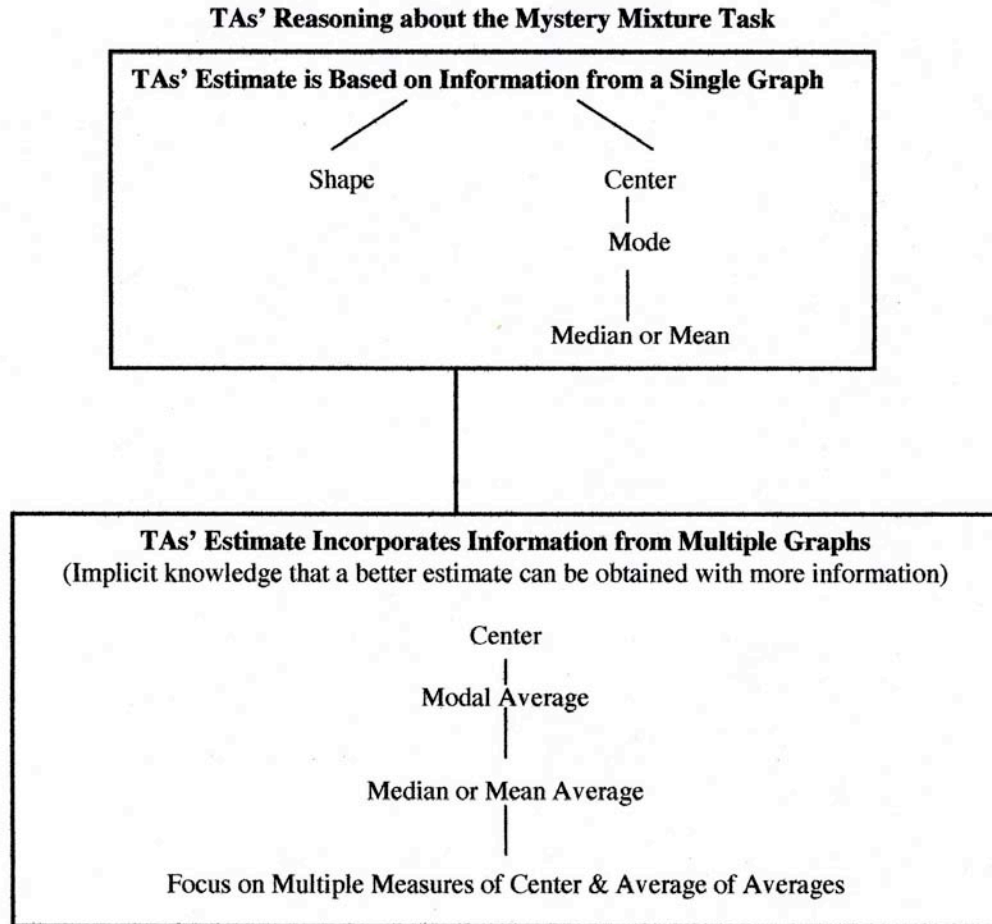 TAs' Reasoning about the Mystery Mixture Task
TAs' Estimate is Based on Information from a Single Graph
Shape Center
Mode
Median or Mean
TAs' Estimate Incorporates Information from Multiple Graphs
(Implicit knowledge that a better estimate can be obtained with more information)
Center
Modal Average
Median or Mean Average
Focus on Multiple Measures of Center & Average of Averages